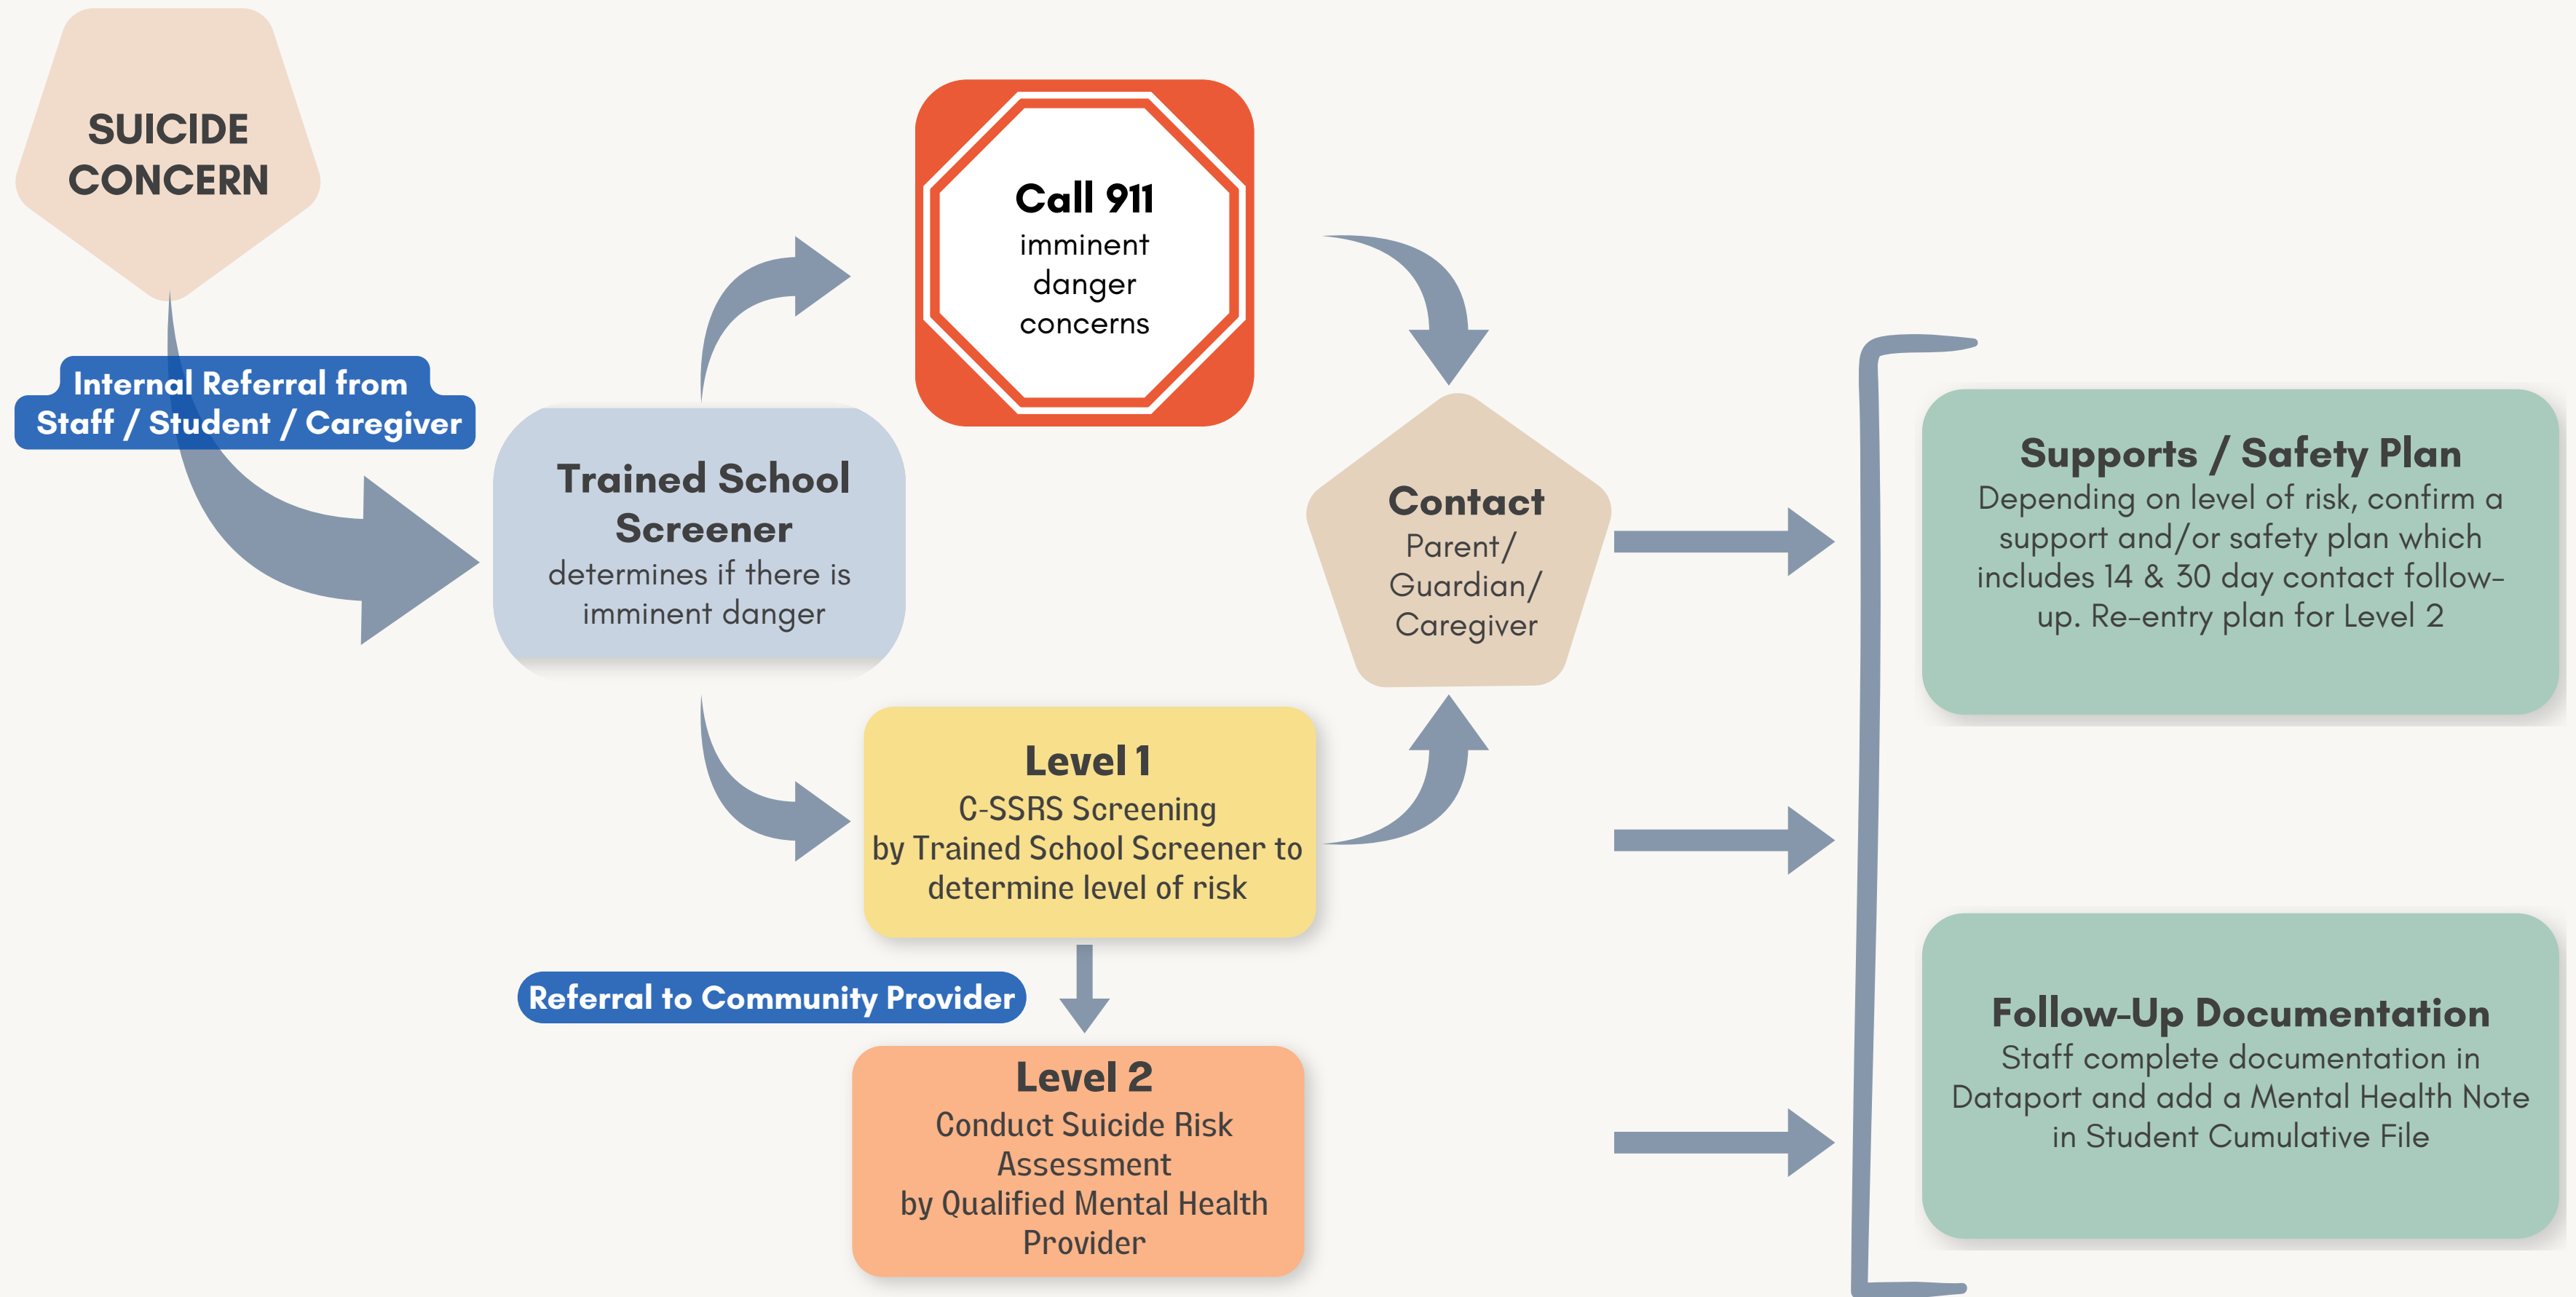 SUICIDE
CONCERN
Internal Referral from
Staff / Student / Caregiver
Trained School
Screener
determines if there is
imminent danger
Call 911
imminent
danger
concerns
Level 1
C-SSRS Screening
by Trained School Screener to
determine level of risk
Referral to Community Provider
Level 2
Conduct Suicide Risk
Assessment
by Qualified Mental Health
Provider
Contact
Parent/
Guardian/
Caregiver
Supports / Safety Plan
Depending on level of risk, confirm a
support and/or safety plan which
includes 14 & 30 day contact follow-
up. Re-entry plan for Level 2
Follow-Up Documentation
Staff complete documentation in
Dataport and add a Mental Health Note
in Student Cumulative File